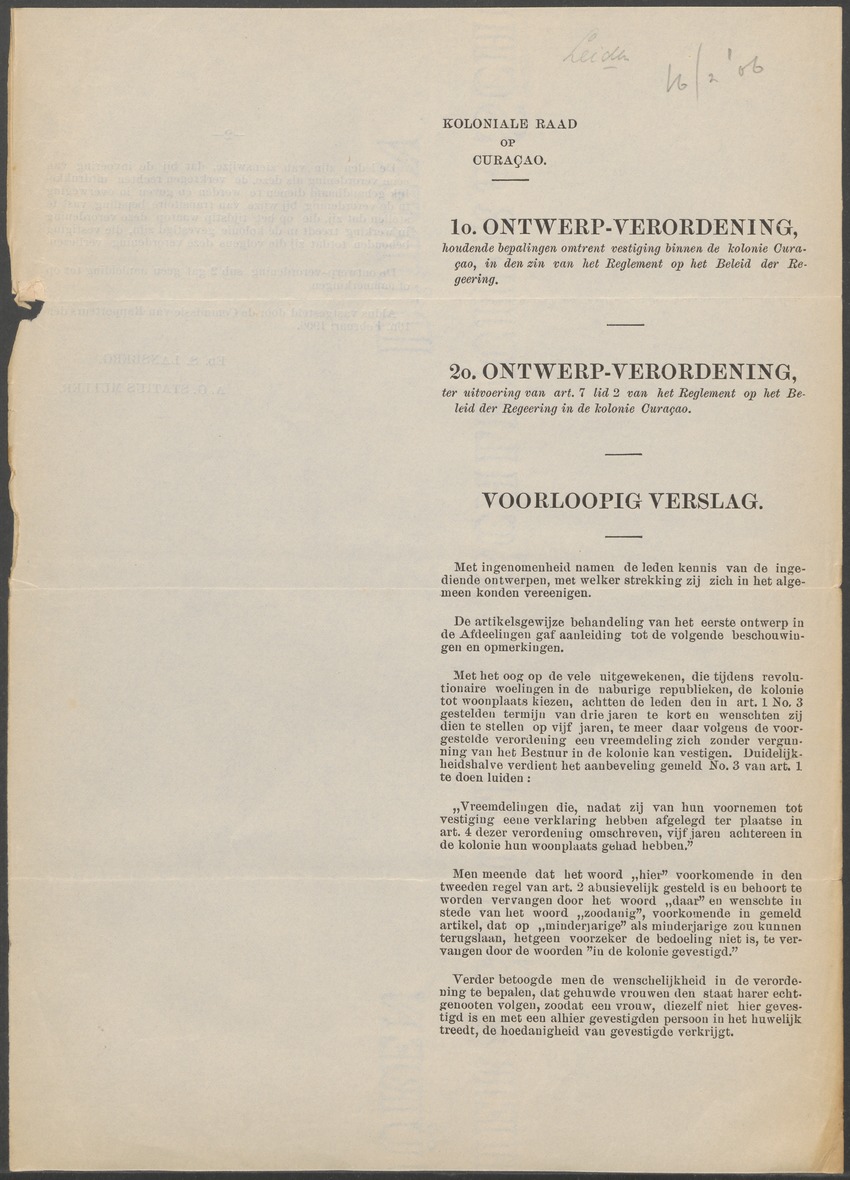 Leiden
16/2 '06
KOLONIALE RAAD
OP
CURAÇAO.
1o. ONTWERP-VERORDENING,
houdende bepalingen omtrent vestiging binnen de kolonie Cura-
çao, in den zin van het Reglement op het Beleid der Re-
geering.
2o. ONTWERP-VERORDENING,
ter uitvoering van art. 7 lid 2 van het Reglement op het Be-
leid der Regeering in de kolonie Curaçao.
VOORLOOPIG VERSLAG.
Met ingenomenheid namen de leden kennis van de inge-
diende ontwerpen, met welker strekking zij zich in het alge-
meen konden vereenigen.
De artikelsgewijze behandeling van het eerste ontwerp in
de Afdeelingen gaf aanleiding tot de volgende beschouwin-
gen en opmerkingen.
Met het oog op de vele uitgewekenen, die tijdens revolu-
tionaire woelingen in de naburige republieken, de kolonie
tot woonplaats kiezen, achtten de leden den in art. 1 No. 3
gestelden termijn van drie jaren te kort en wenschten zij
dien te stellen op vijf jaren, te meer daar volgens de voor-
gestelde verordening een vreemdeling zich zonder vergun-
ning van het Bestuur in de kolonie kan vestigen. Duidelijk-
heidshalve verdient het aanbeveling gemeld No. 3 van art. 1
te doen luiden :
„Vreemdelingen die, nadat zij van hun voornemen tot
vestiging eene verklaring hebben afgelegd ter plaatse in
art. 4 dezer verordening omschreven, vijf jaren achtereen in
de kolonie hun woonplaats gehad hebben.”
Men meende dat het woord „hier” voorkomende in den
tweeden regel van art. 2 abusievelijk gesteld is en behoort te
worden vervangen door het woord „daar” en wenschte in
stede van het woord „zoodanig”, voorkomende in gemeld
artikel, dat op „minderjarige” als minderjarige zou kunnen
terugslaan, hetgeen voorzeker de bedoeling niet is, te ver-
vangen door de woorden ”in de kolonie gevestigd.”
Verder betoogde men de wenschelijkheid in de verorde-
ning te bepalen, dat gehuwde vrouwen den staat harer echt-
genooten volgen, zoodat een vrouw, diezelf niet hier geves-
tigd is en met een alhier gevestigden persoon in het huwelijk
treedt, de hoedanigheid van gevestigde verkrijgt.